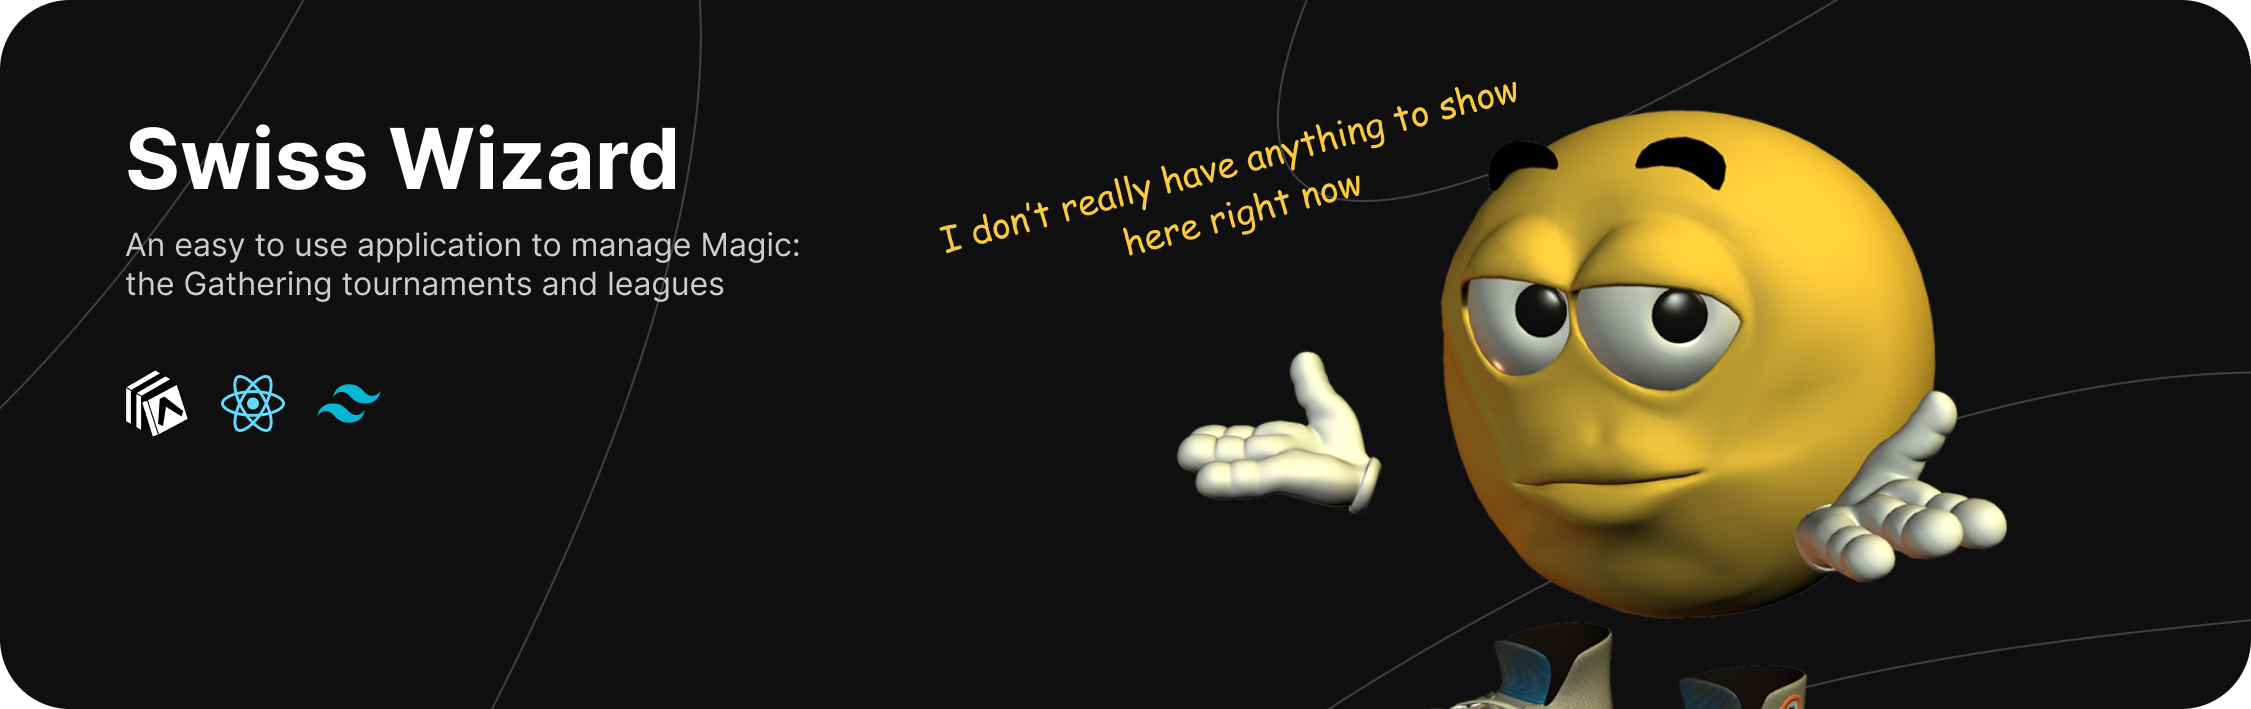 Swiss Wizard
An easy to use application to manage Magic:
the Gathering tournaments and leagues
I don't really have anything to show
here right now